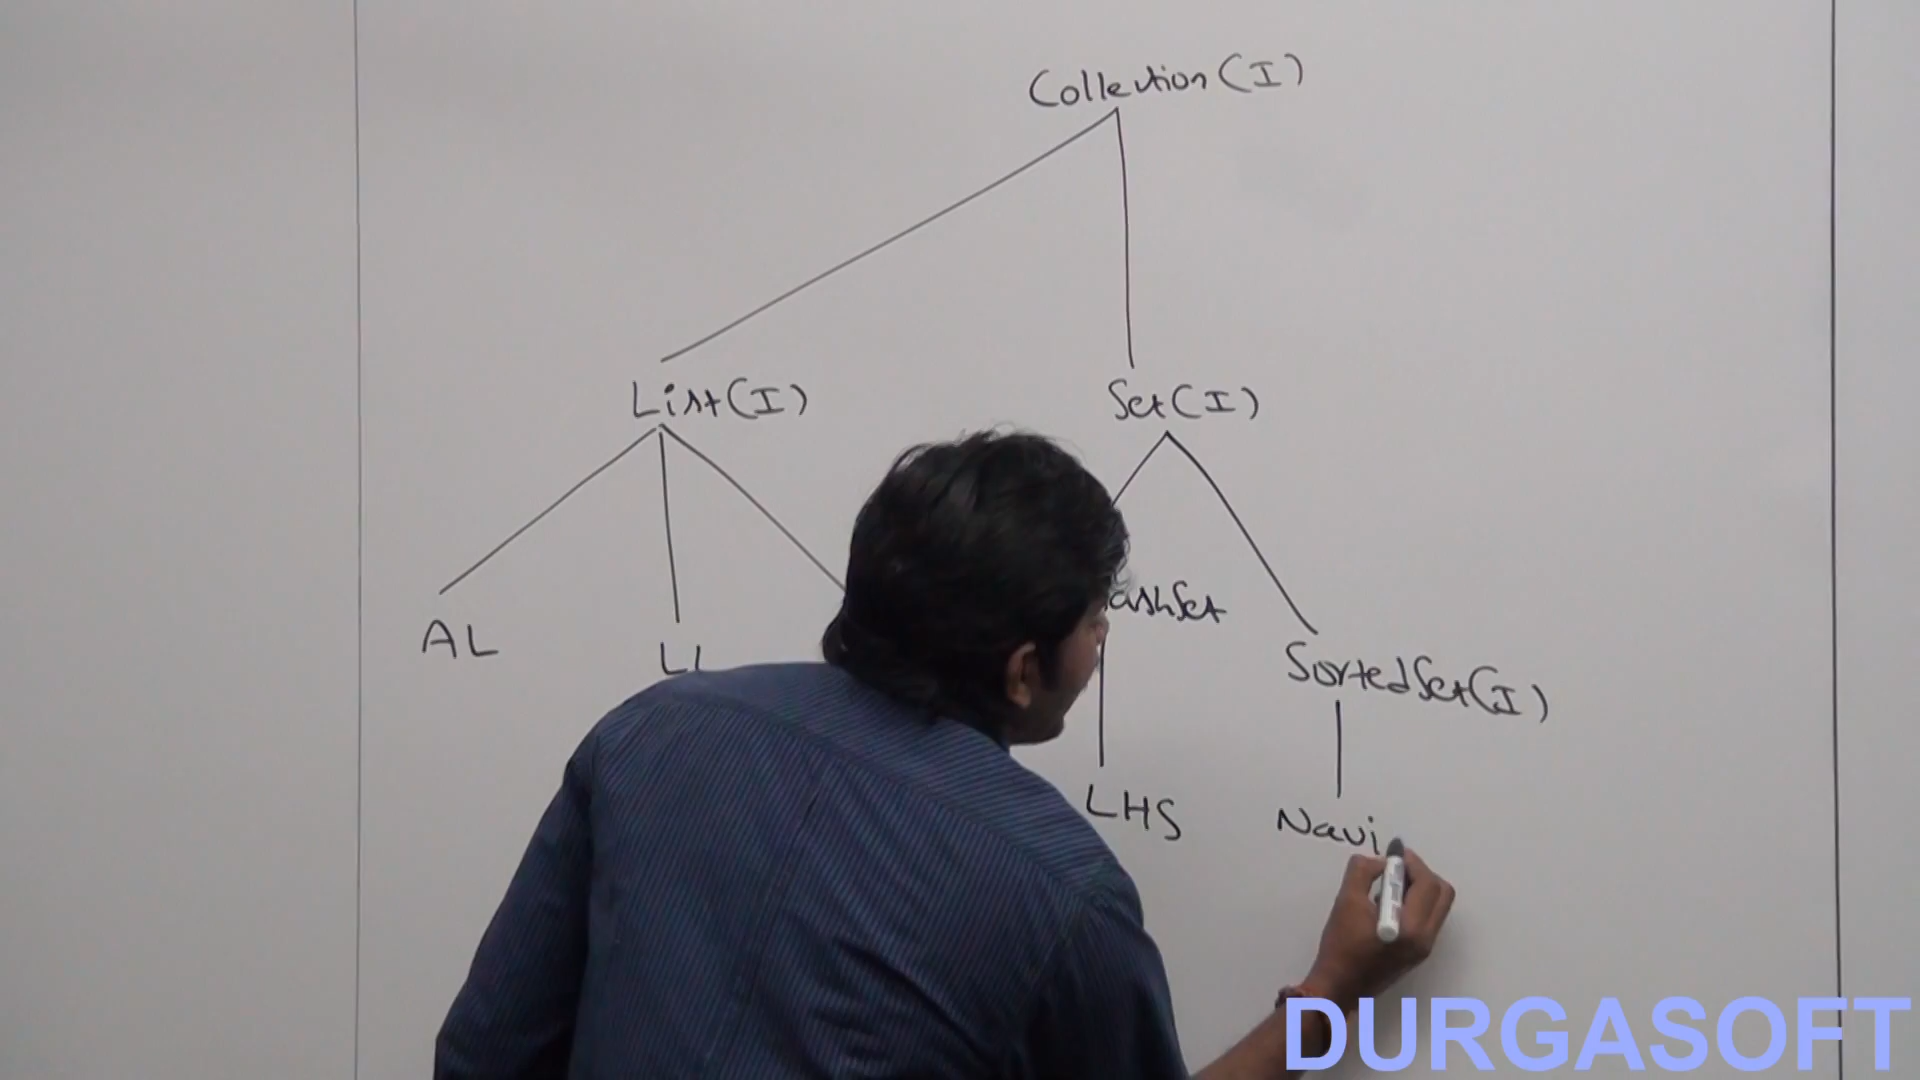 Collection (I)
List (I)
Set (I)
AL
LL
ashSet
SortedSet(I)
LHS
Navi
DURGASOFT